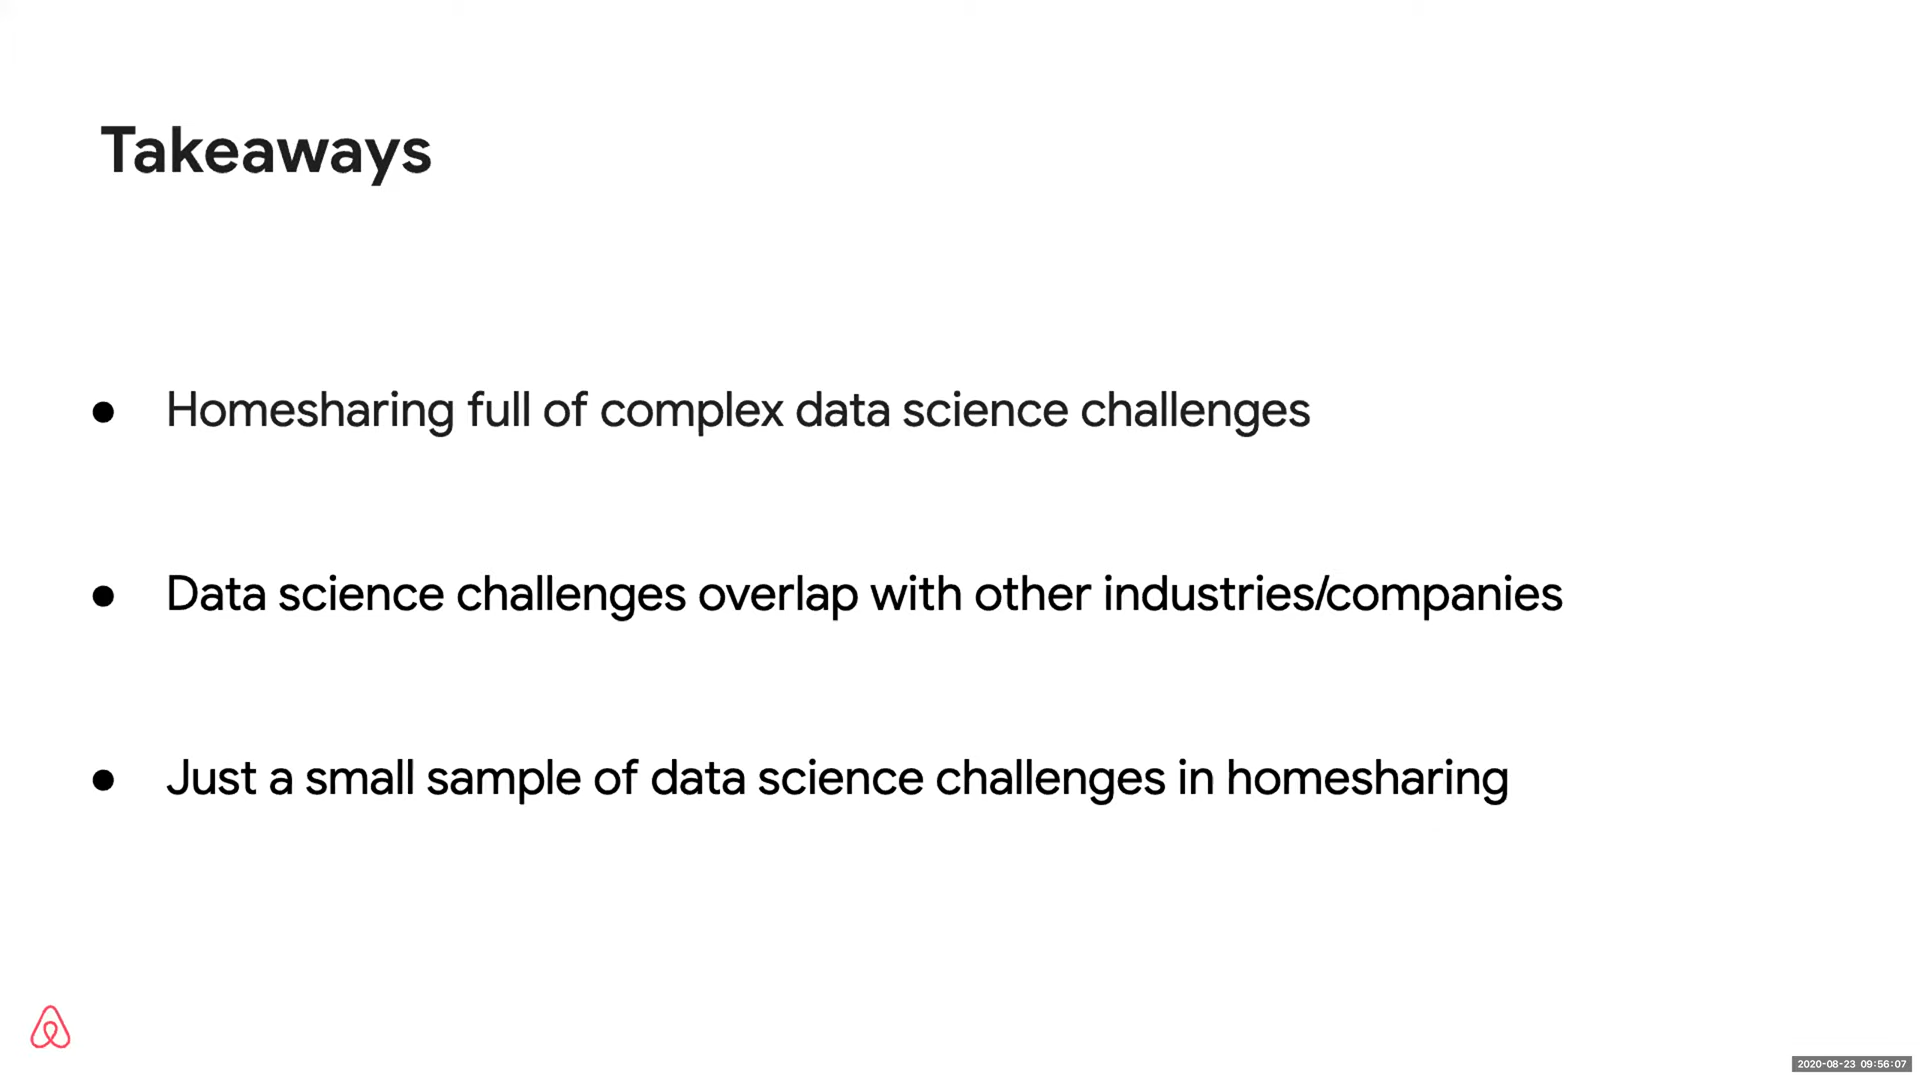 Takeaways
● Homesharing full of complex data science challenges
● Data science challenges overlap with other industries/companies
● Just a small sample of data science challenges in homesharing
2020-08-23 09:56:07